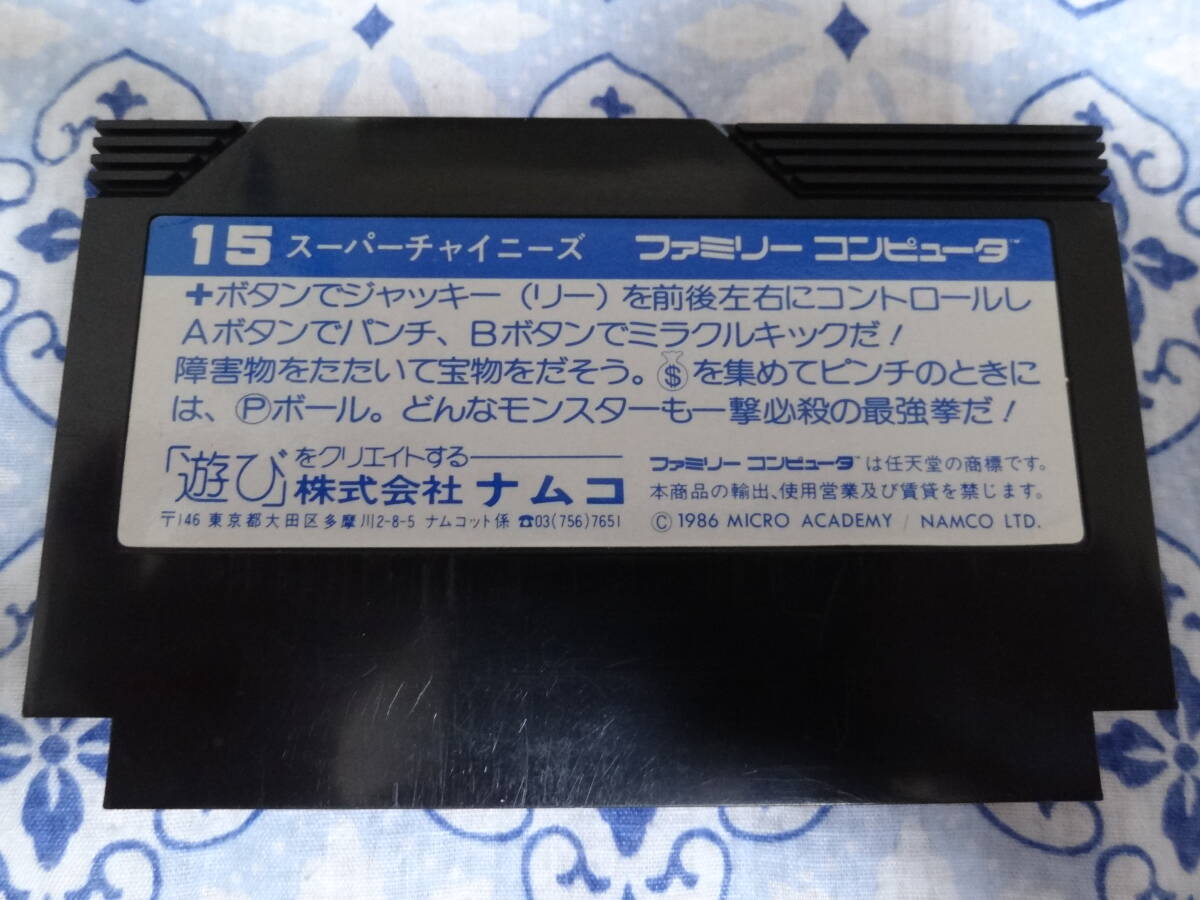 15 スーパーチャイニーズ ファミリー コンピュータ™
+ボタンでジャッキー（リー）を前後左右にコントロールし
Aボタンでパンチ、Bボタンでミラクルキックだ！
障害物をたたいて宝物をだそう。$を集めてピンチのときに
は、Ⓟボール。どんなモンスターも一撃必殺の最強拳だ！
「遊び」をクリエイトする
株式会社 ナムコ
〒146 東京都大田区多摩川2-8-5 ナムコット係 ☎03(756)7651
ファミリー コンピュータ™は任天堂の商標です。
本商品の輸出、使用営業及び賃貸を禁じます。
© 1986 MICRO ACADEMY / NAMCO LTD.